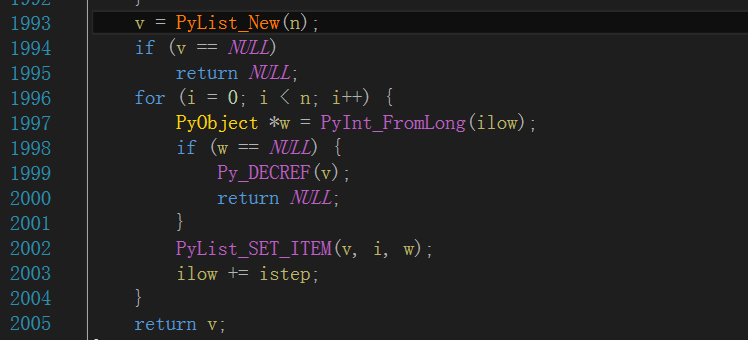 1992 }
1993 v = PyList_New(n);
1994 if (v == NULL)
1995 return NULL;
1996 for (i = 0; i < n; i++) {
1997 PyObject *w = PyInt_FromLong(ilow);
1998 if (w == NULL) {
1999 Py_DECREF(v);
2000 return NULL;
2001 }
2002 PyList_SET_ITEM(v, i, w);
2003 ilow += istep;
2004 }
2005 return v;